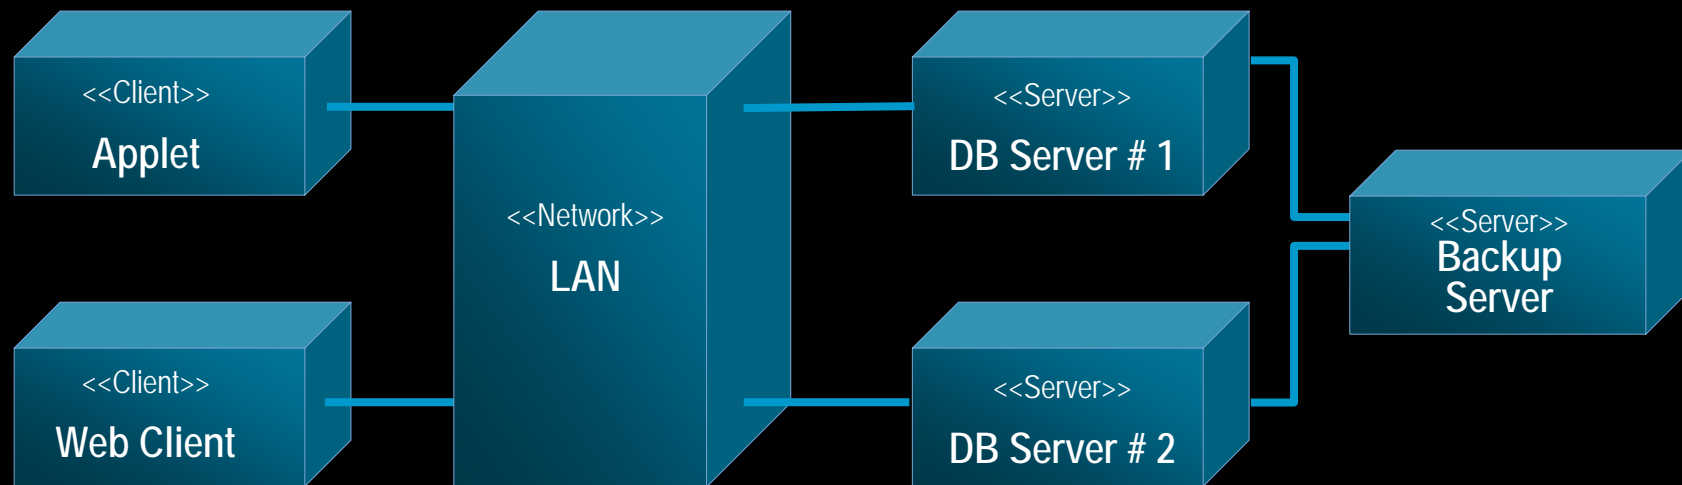 <<Client>>
Applet
<<Network>>
LAN
<<Server>>
DB Server # 1
<<Server>>
Backup
Server
<<Client>>
Web Client
<<Server>>
DB Server # 2